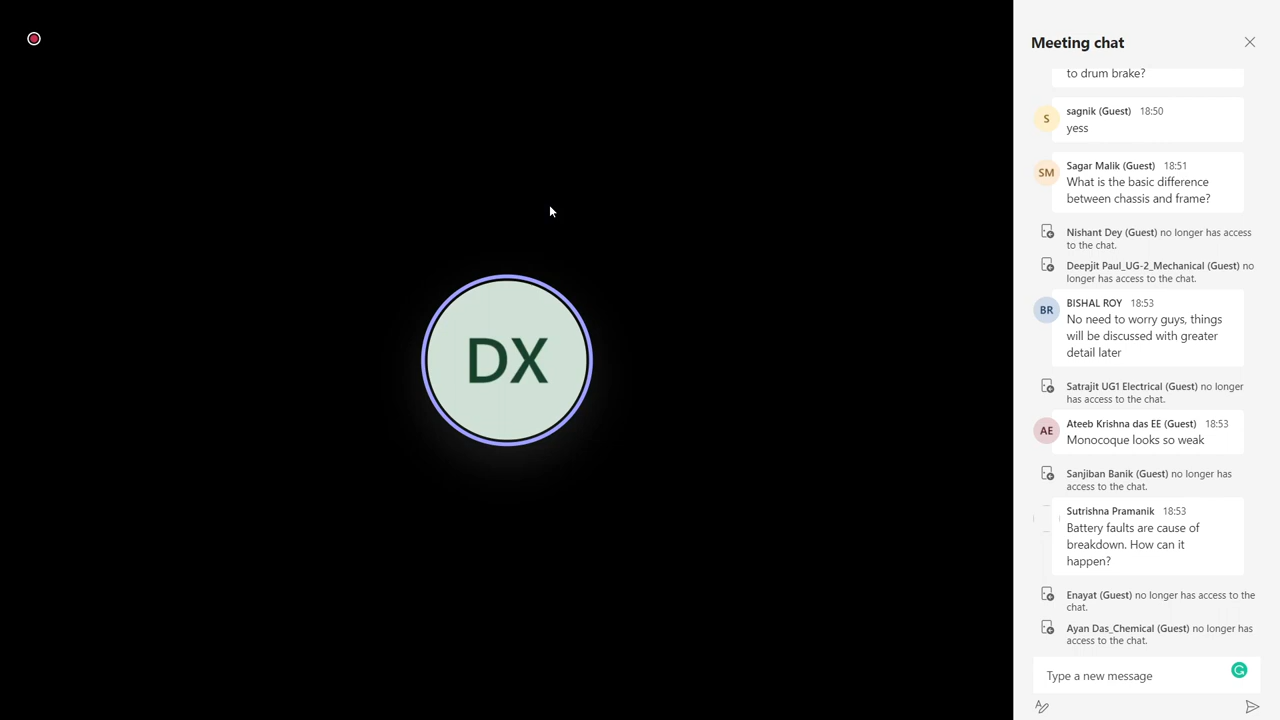 Meeting chat
to drum brake?
S
sagnik (Guest) 18:50
yess
SM
Sagar Malik (Guest) 18:51
What is the basic difference
between chassis and frame?
Nishant Dey (Guest) no longer has access
to the chat.
Deepjit Paul_UG-2_Mechanical (Guest) no
longer has access to the chat.
BR
BISHAL ROY 18:53
No need to worry guys, things
will be discussed with greater
detail later
Satrajit UG1 Electrical (Guest) no longer
has access to the chat.
AE
Ateeb Krishna das EE (Guest) 18:53
Monocoque looks so weak
Sanjiban Banik (Guest) no longer has
access to the chat.
Sutrishna Pramanik 18:53
Battery faults are cause of
breakdown. How can it
happen?
Enayat (Guest) no longer has access to the
chat.
Ayan Das_Chemical (Guest) no longer has
access to the chat.
Type a new message
DX